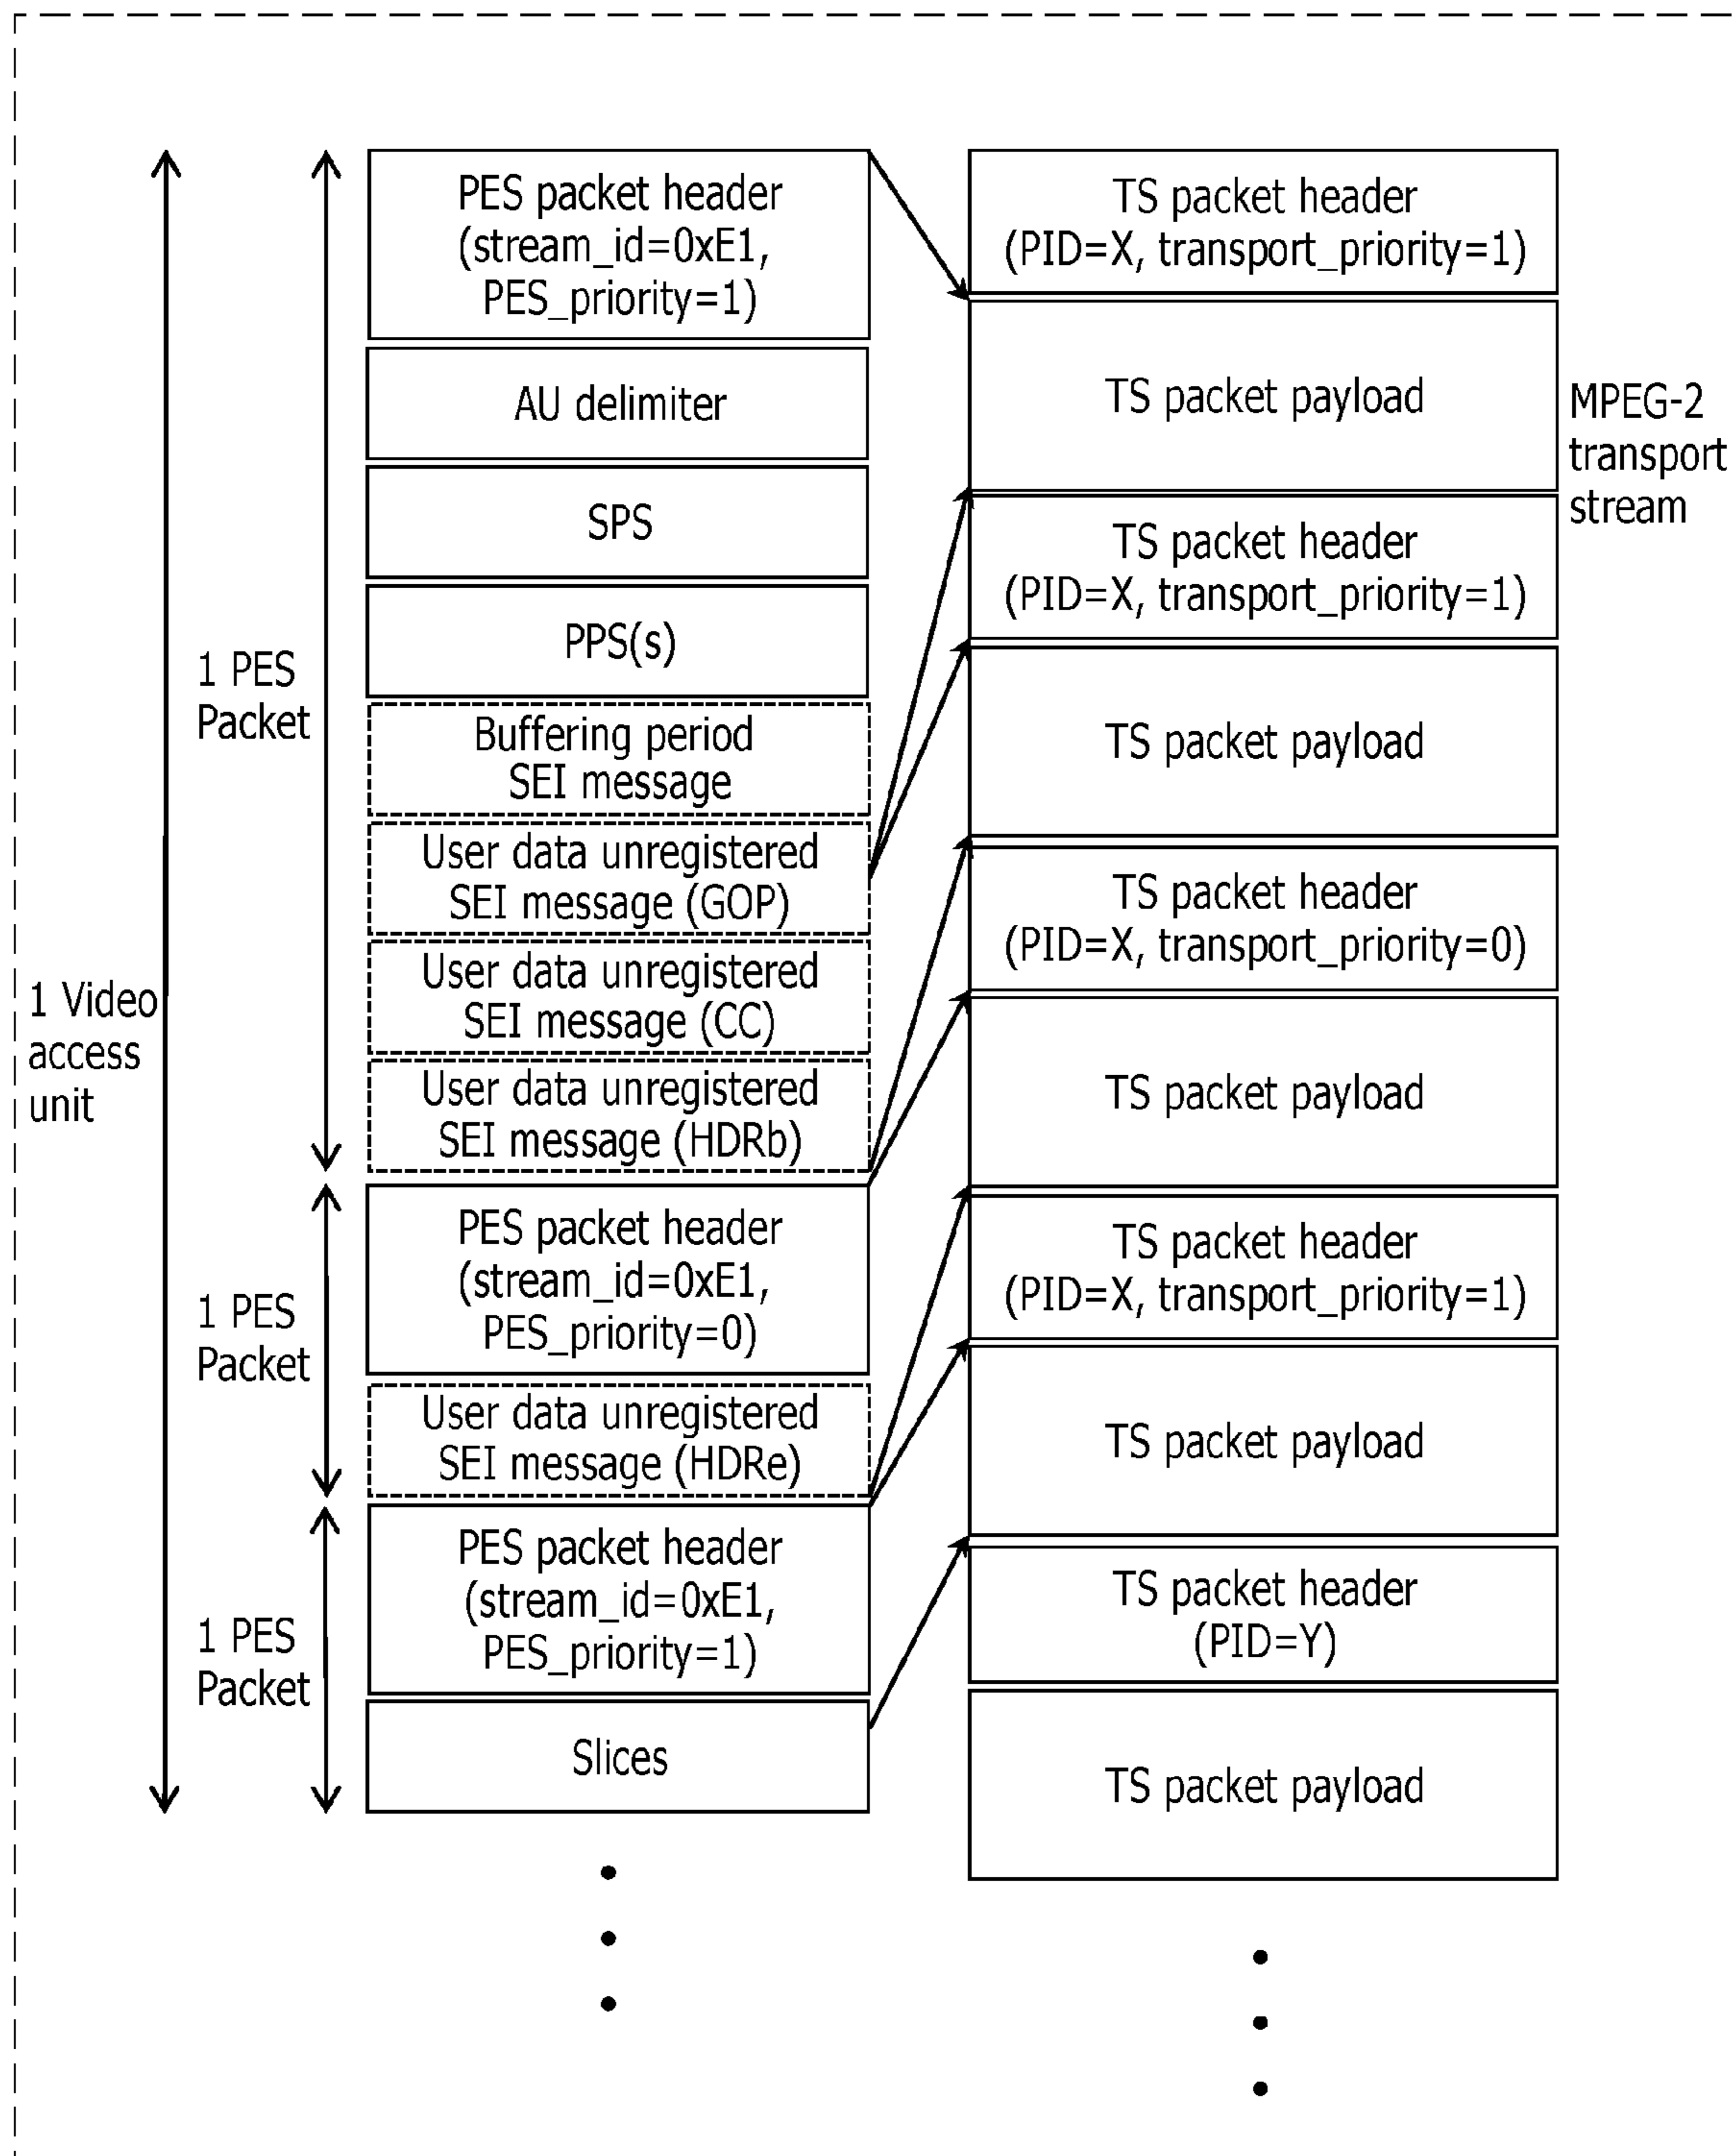 1 Video
access
unit
1 PES
Packet
1 PES
Packet
1 PES
Packet
PES packet header
(stream_id=0xE1,
PES_priority=1)
AU delimiter
SPS
PPS(s)
Buffering period
SEI message
User data unregistered
SEI message (GOP)
User data unregistered
SEI message (CC)
User data unregistered
SEI message (HDRb)
PES packet header
(stream_id=0xE1,
PES_priority=0)
User data unregistered
SEI message (HDRe)
PES packet header
(stream_id=0xE1,
PES_priority=1)
Slices
TS packet header
(PID=X, transport_priority=1)
TS packet payload
TS packet header
(PID=X, transport_priority=1)
TS packet payload
TS packet header
(PID=X, transport_priority=0)
TS packet payload
TS packet header
(PID=X, transport_priority=1)
TS packet payload
TS packet header
(PID=Y)
TS packet payload
MPEG-2
transport
stream